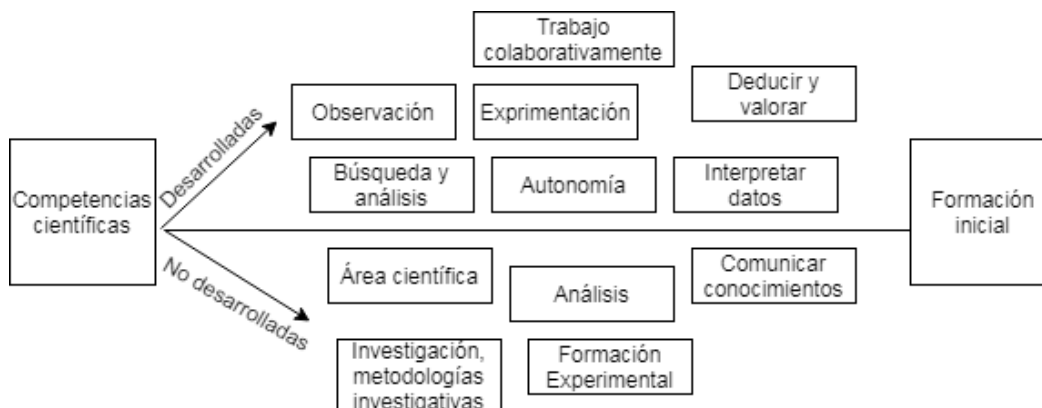 Trabajo
colaborativamente
Deducir y
valorar
Observación
Exprimentación
Desarrolladas
Búsqueda y
análisis
Autonomía
Interpretar
datos
Competencias
científicas
Formación
inicial
No desarrolladas
Área científica
Análisis
Comunicar
conocimientos
Investigación,
metodologías
investigativas
Formación
Experimental